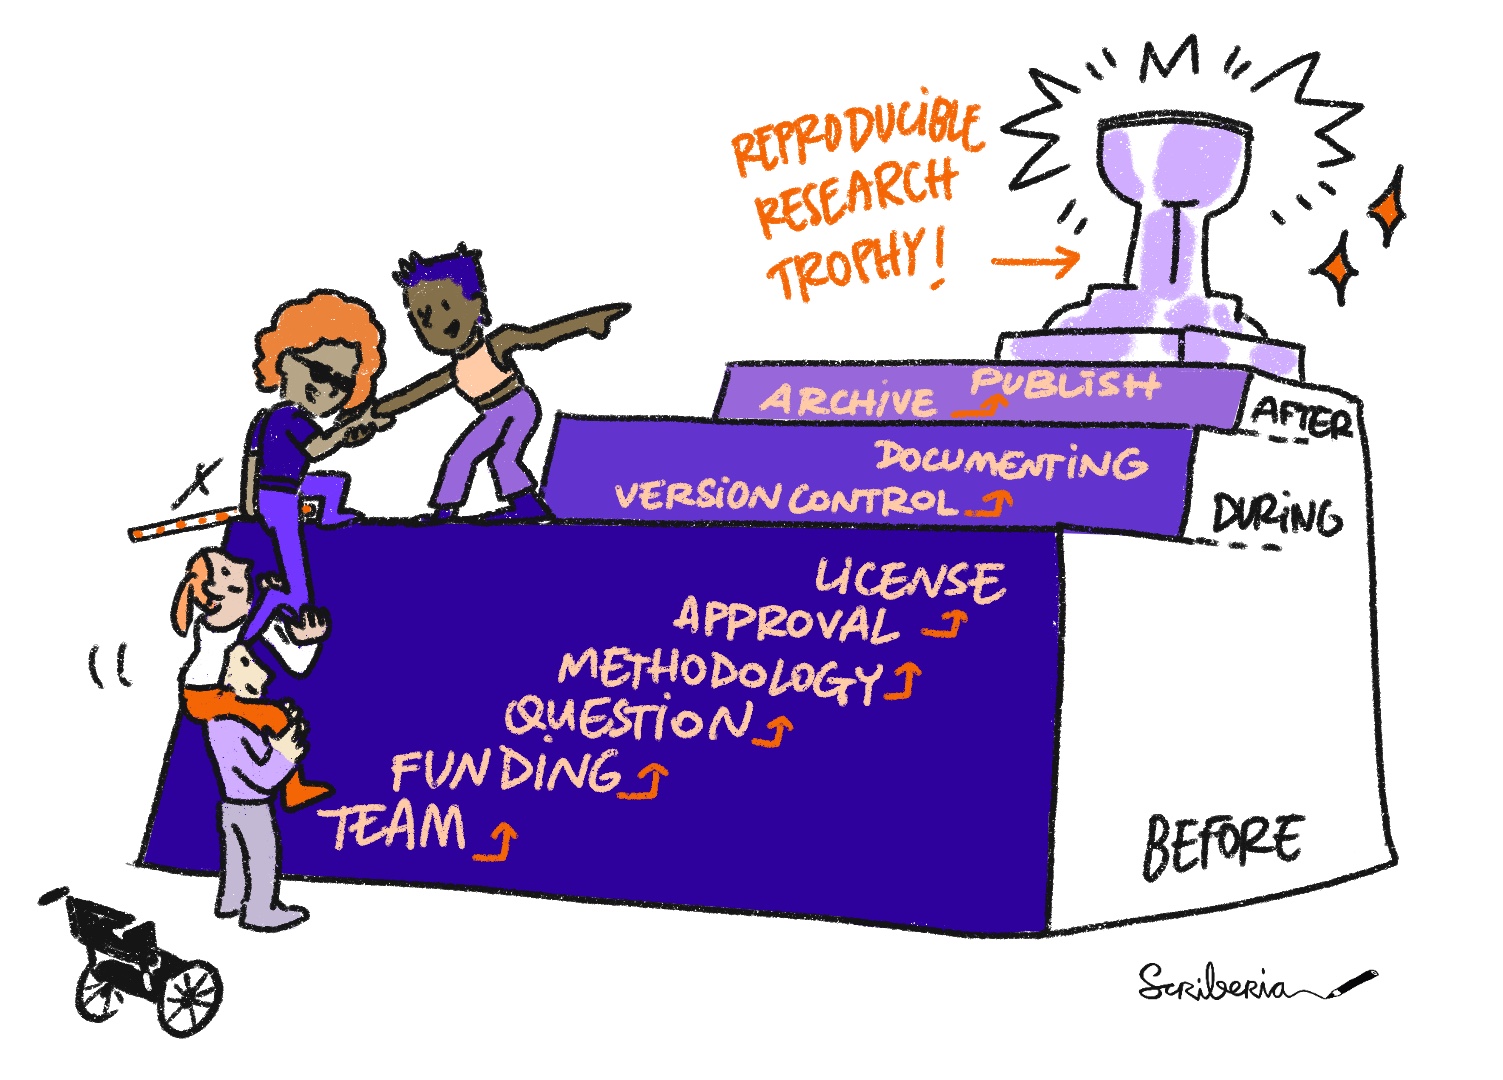 REPRODUCIBLE
RESEARCH
TROPHY!
ARCHIVE PUBLISH
AFTER
DOCUMENTING
VERSION CONTROL
DURING
LICENSE
APPROVAL
METHODOLOGY
QUESTION
FUNDING
TEAM
BEFORE
Scriberia